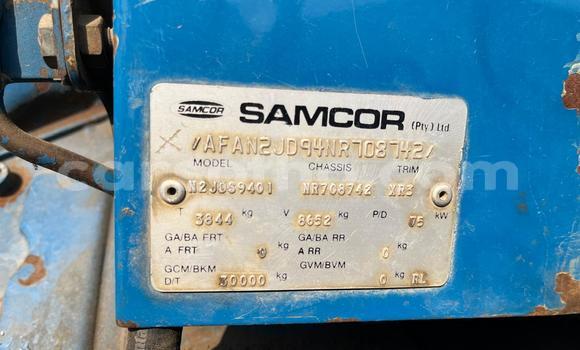 SAMCOR SAMCOR (Pty) Ltd
/AFAN2JD94NR708742/
MODEL CHASSIS TRIM
N2J0S9401 NR708742 XR3
T 3844 kg V 8652 kg P/D 75 kW
GA/BA FRT GA/BA RR
A FRT 0 kg A RR 0 kg
GCM/BKM GVM/BVM
D/T 30000 kg 0 kg RL